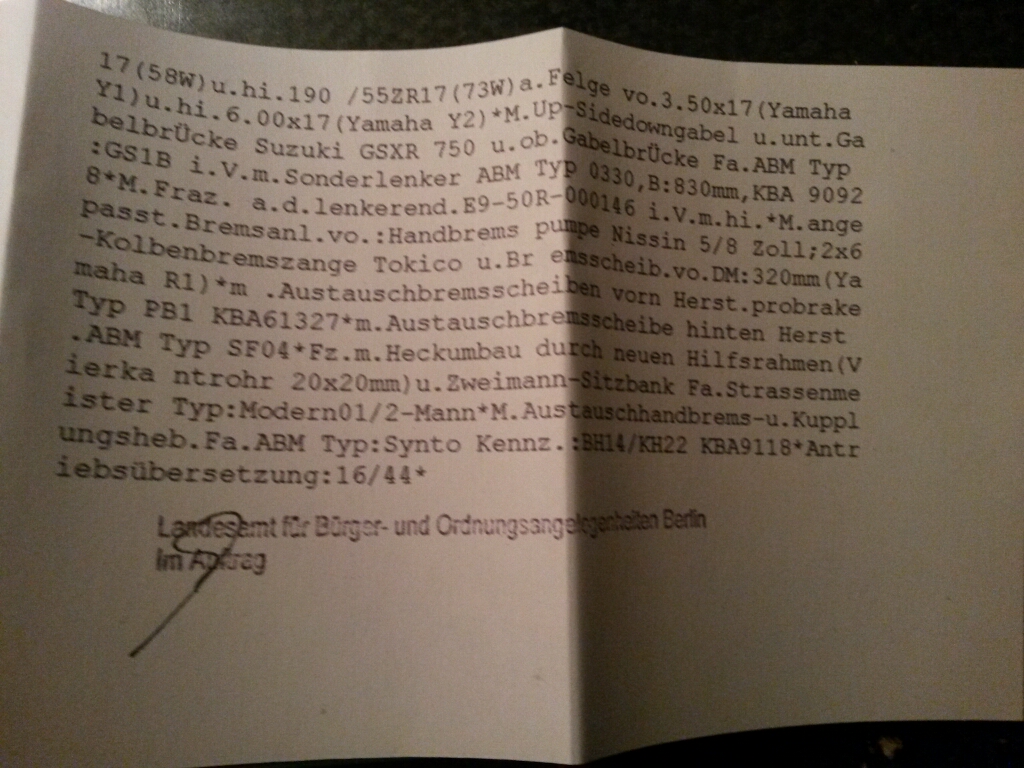 17(58W)u.hi.190 /55ZR17(73W)a.Felge vo.3.50x17(Yamaha
Y1)u.hi.6.00x17(Yamaha Y2)*M.Up-Sidedowngabel u.unt.Ga
belbrÜcke Suzuki GSXR 750 u.ob.GabelbrÜcke Fa.ABM Typ
:GS1B i.V.m.Sonderlenker ABM Typ 0330,B:830mm,KBA 9092
8*M.Fraz. a.d.lenkerend.E9-50R-000146 i.V.m.hi.*M.ange
passt.Bremsanl.vo.:Handbrems pumpe Nissin 5/8 Zoll;2x6
-Kolbenbremszange Tokico u.Br emsscheib.vo.DM:320mm(Ya
maha R1)*m .Austauschbremsscheiben vorn Herst.probrake
Typ PB1 KBA61327*m.Austauschbremsscheibe hinten Herst
.ABM Typ SF04*Fz.m.Heckumbau durch neuen Hilfsrahmen(V
ierka ntrohr 20x20mm)u.Zweimann-Sitzbank Fa.Strassenme
ister Typ:Modern01/2-Mann*M.Austauschhandbrems-u.Kuppl
ungsheb.Fa.ABM Typ:Synto Kennz.:BH14/KH22 KBA9118*Antr
iebsübersetzung:16/44*
Landesamt für Bürger- und Ordnungsangelegenheiten Berlin
Im Auftrag